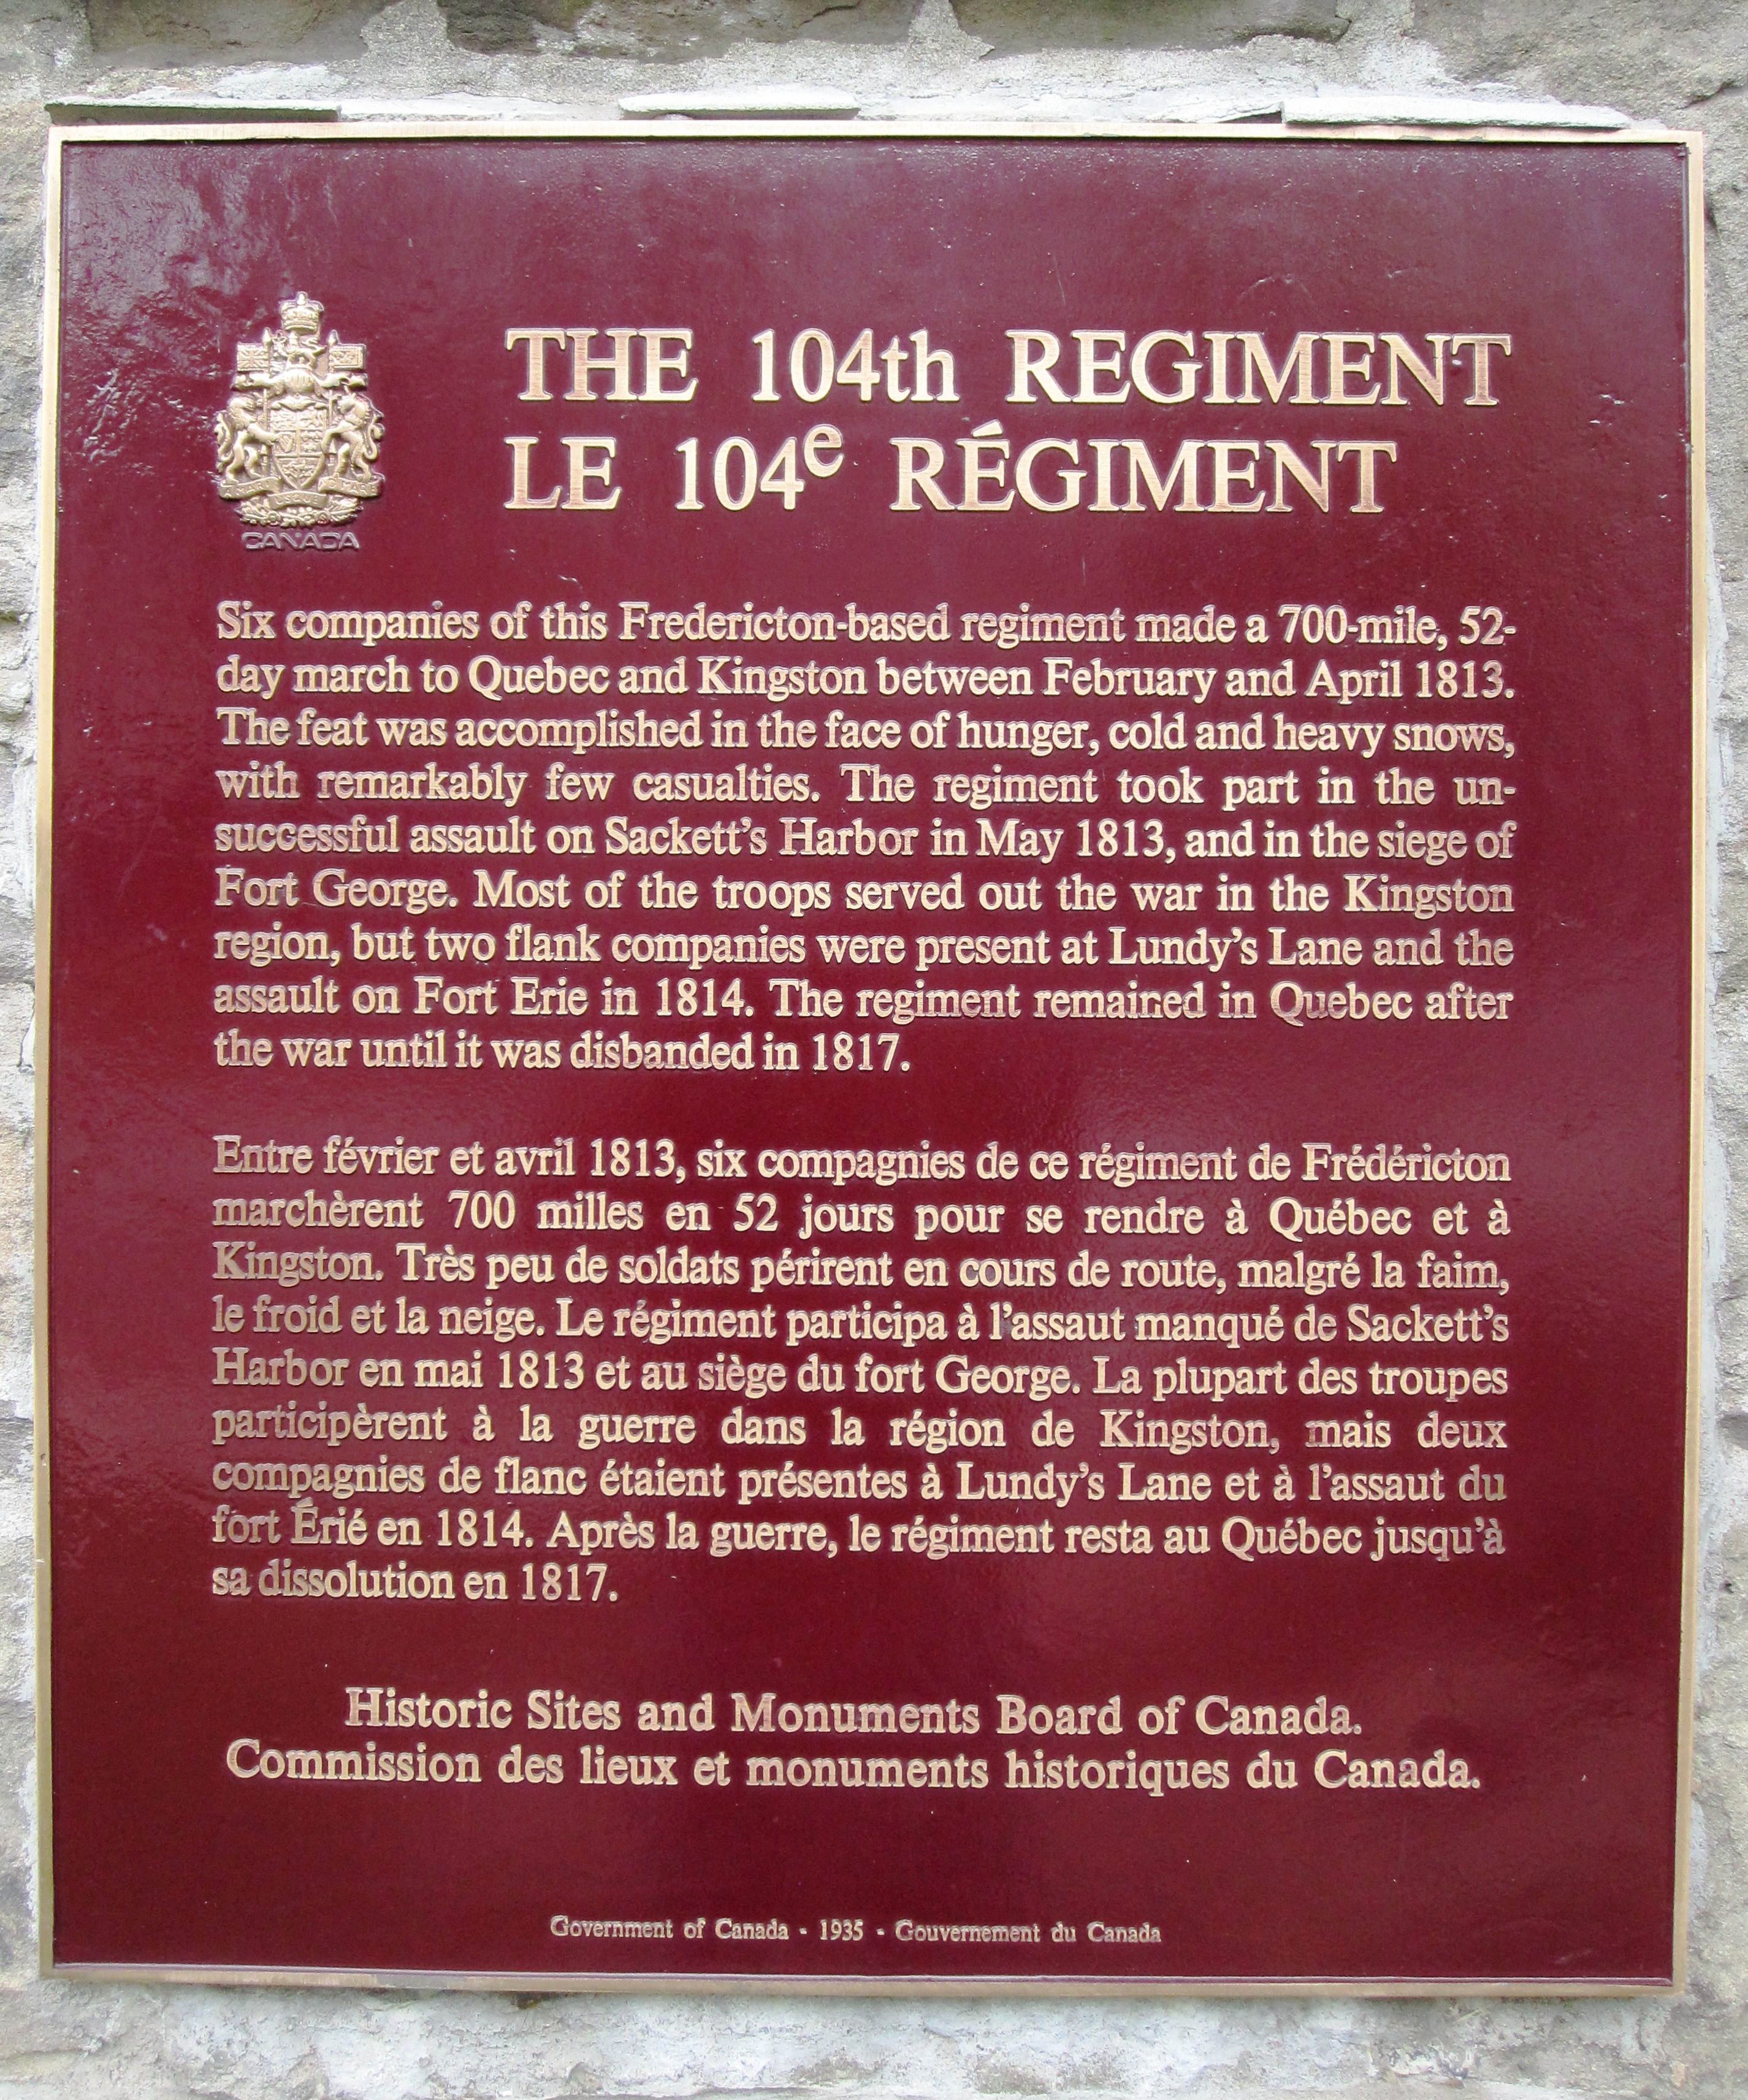 THE 104th REGIMENT
LE 104e RÉGIMENT
CANADA
Six companies of this Fredericton-based regiment made a 700-mile, 52-
day march to Quebec and Kingston between February and April 1813.
The feat was accomplished in the face of hunger, cold and heavy snows,
with remarkably few casualties. The regiment took part in the un-
successful assault on Sackett's Harbor in May 1813, and in the siege of
Fort George. Most of the troops served out the war in the Kingston
region, but two flank companies were present at Lundy's Lane and the
assault on Fort Erie in 1814. The regiment remained in Quebec after
the war until it was disbanded in 1817.
Entre février et avril 1813, six compagnies de ce régiment de Frédéricton
marchèrent 700 milles en 52 jours pour se rendre à Québec et à
Kingston. Très peu de soldats périrent en cours de route, malgré la faim,
le froid et la neige. Le régiment participa à l'assaut manqué de Sackett's
Harbor en mai 1813 et au siège du fort George. La plupart des troupes
participèrent à la guerre dans la région de Kingston, mais deux
compagnies de flanc étaient présentes à Lundy's Lane et à l'assaut du
fort Érié en 1814. Après la guerre, le régiment resta au Québec jusqu'à
sa dissolution en 1817.
Historic Sites and Monuments Board of Canada.
Commission des lieux et monuments historiques du Canada.
Government of Canada - 1935 - Gouvernement du Canada